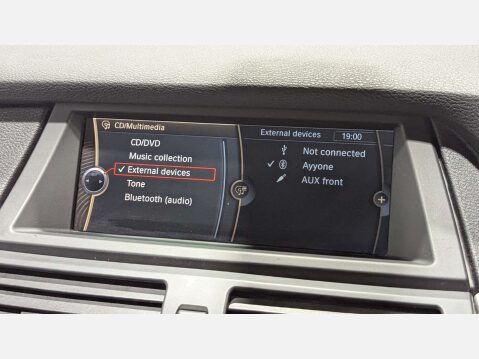 CD/Multimedia
CD/DVD
Music collection
External devices
Tone
Bluetooth (audio)
External devices 19:00
Not connected
Ayyone
AUX front